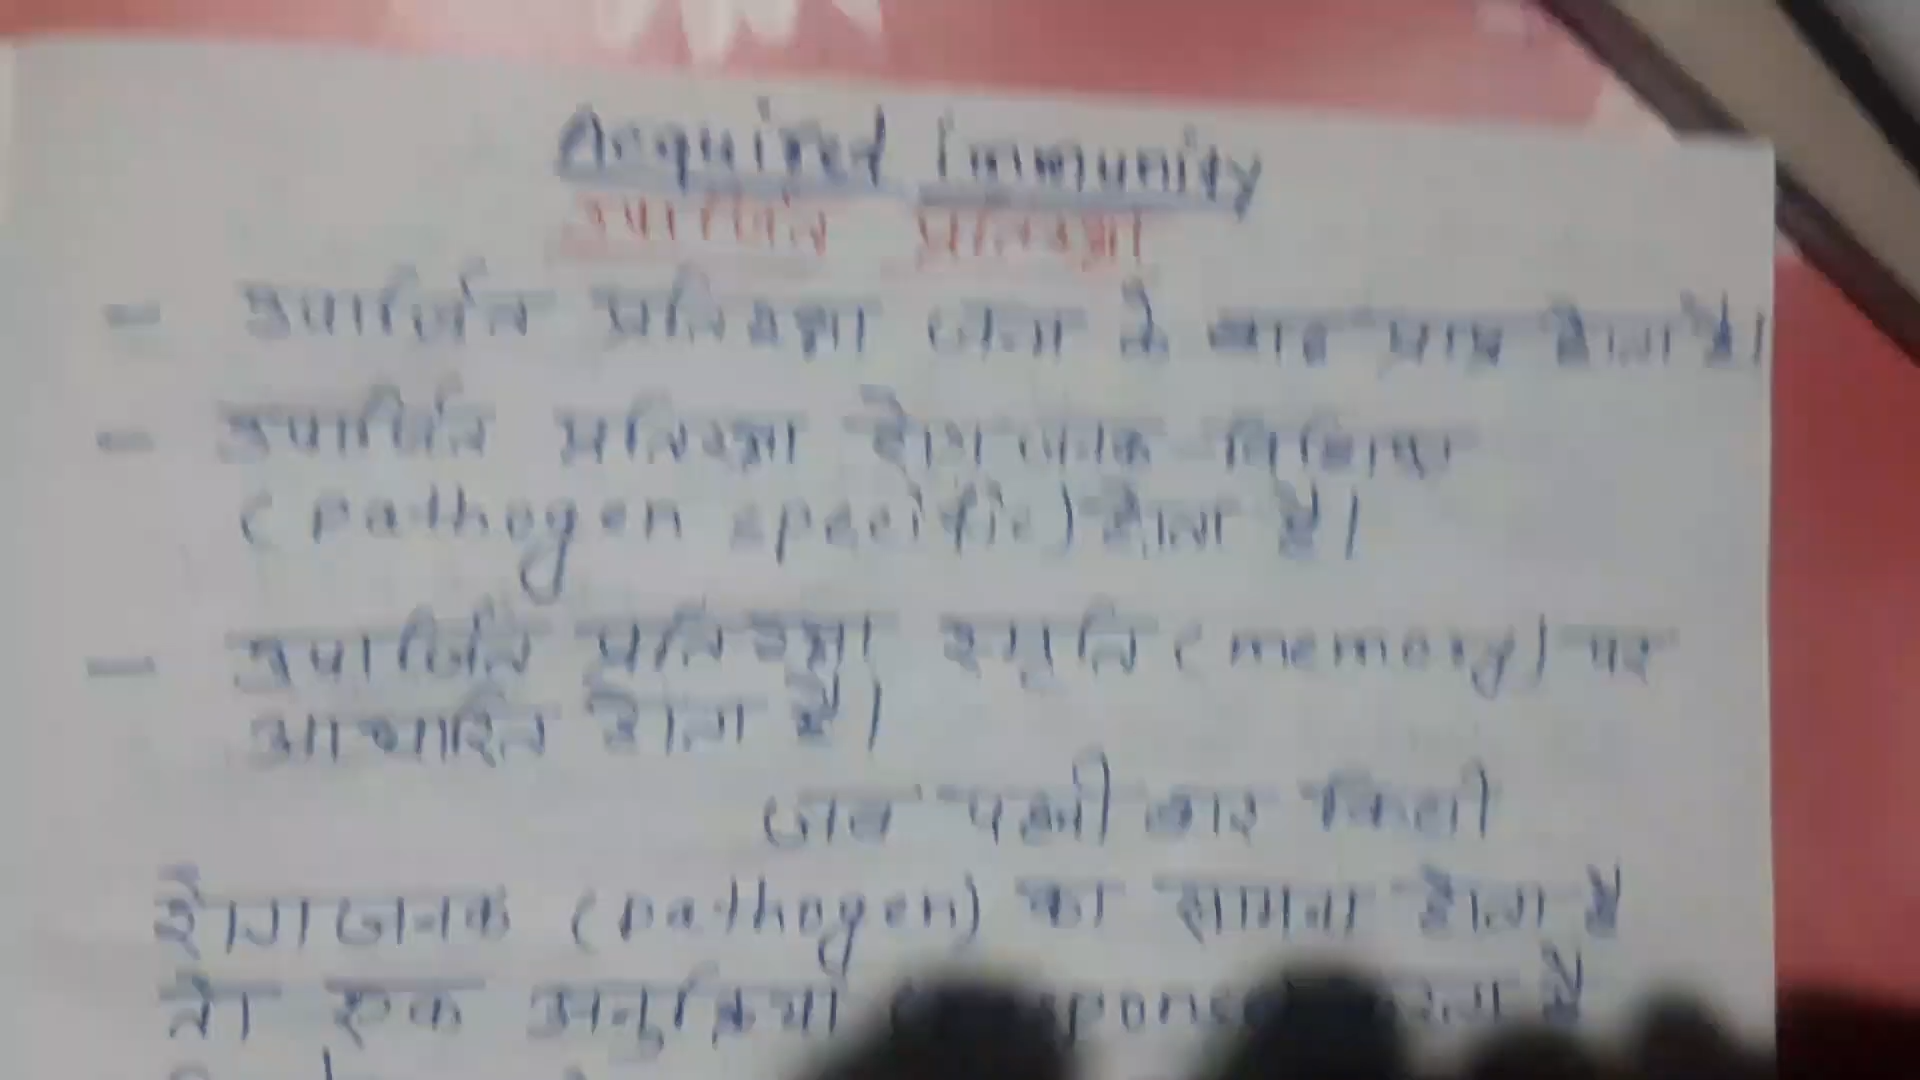 Acquired Immunity
उपार्जित प्रतिरक्षा
- उपार्जित प्रतिरक्षा जन्म के बाद प्राप्त होता है।
- उपार्जित प्रतिरक्षा रोगजनक विशिष्ट
(pathogen specific) होता है।
- उपार्जित प्रतिरक्षा स्मृति (memory) पर
आधारित होता है।
जब पहली बार किसी
रोगजनक (pathogen) का सामना होता है
तो एक अनुक्रिया है